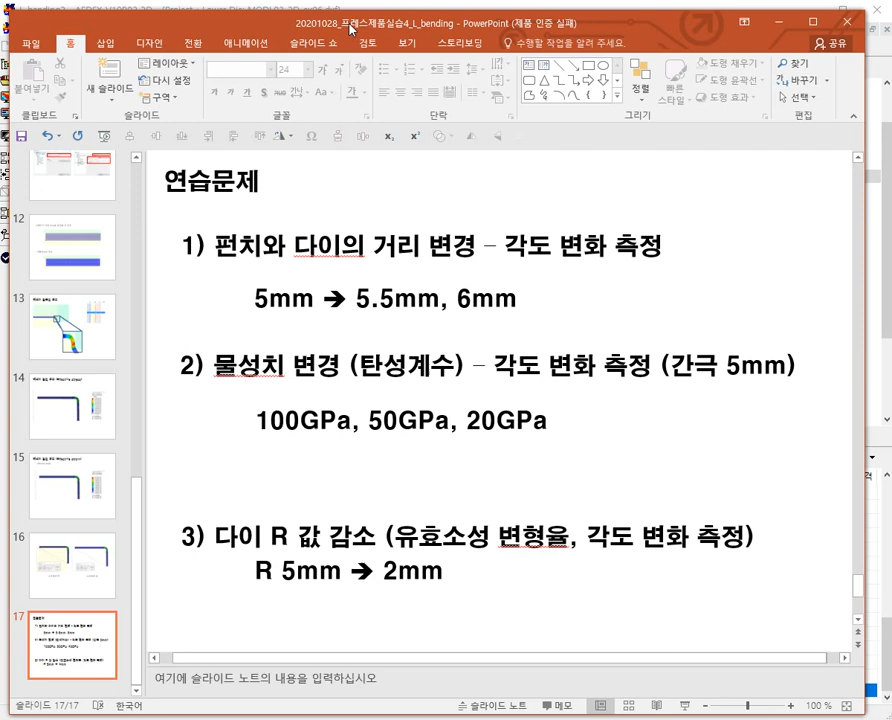 20201028_프레스제품실습4_L_bending - PowerPoint (제품 인증 실패)
파일 홈 삽입 디자인 전환 애니메이션 슬라이드 쇼 검토 보기 스토리보딩 수행할 작업을 알려 주세요. 공유
붙여넣기 새 슬라이드 레이아웃 다시 설정 구역 24 정렬 빠른 스타일 도형 채우기 도형 윤곽선 도형 효과 찾기 바꾸기 선택
클립보드 슬라이드 글꼴 단락 그리기 편집
연습문제
1) 펀치와 다이의 거리 변경 – 각도 변화 측정
5mm ➔ 5.5mm, 6mm
2) 물성치 변경 (탄성계수) – 각도 변화 측정 (간극 5mm)
100GPa, 50GPa, 20GPa
3) 다이 R 값 감소 (유효소성 변형율, 각도 변화 측정)
R 5mm ➔ 2mm
12
13
14
15
16
17
여기에 슬라이드 노트의 내용을 입력하십시오
슬라이드 17/17 한국어 슬라이드 노트 메모 100 %